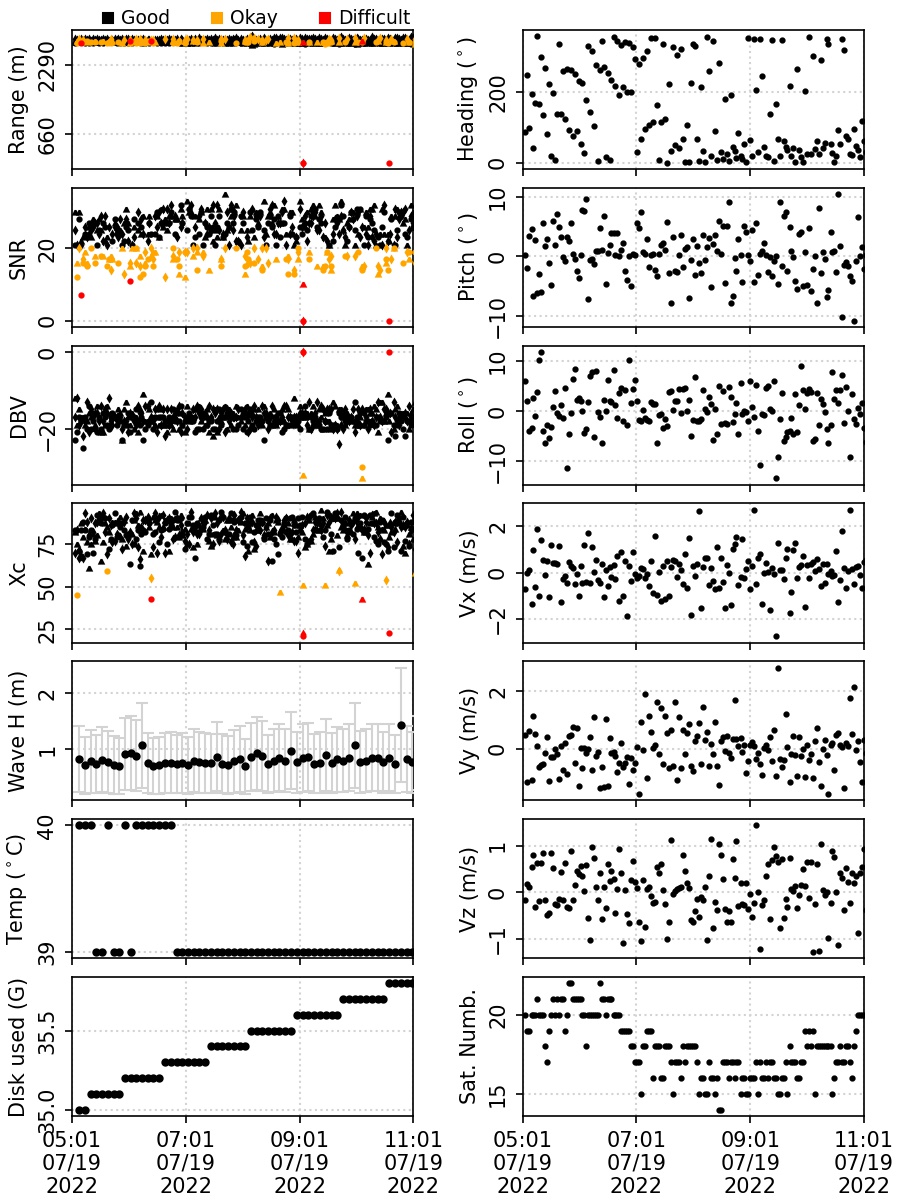 Good Okay Difficult
Range (m)
2290
660
Heading (°)
200
0
SNR
20
0
Pitch (°)
10
0
−10
DBV
0
−20
Roll (°)
10
0
−10
Xc
75
50
25
Vx (m/s)
2
0
−2
Wave H (m)
2
1
Vy (m/s)
2
0
Temp (°C)
40
39
Vz (m/s)
1
0
−1
Disk used (G)
35.5
35.0
Sat. Numb.
20
15
05:01 07:01 09:01 11:01
07/19 07/19 07/19 07/19
2022 2022 2022 2022
05:01 07:01 09:01 11:01
07/19 07/19 07/19 07/19
2022 2022 2022 2022